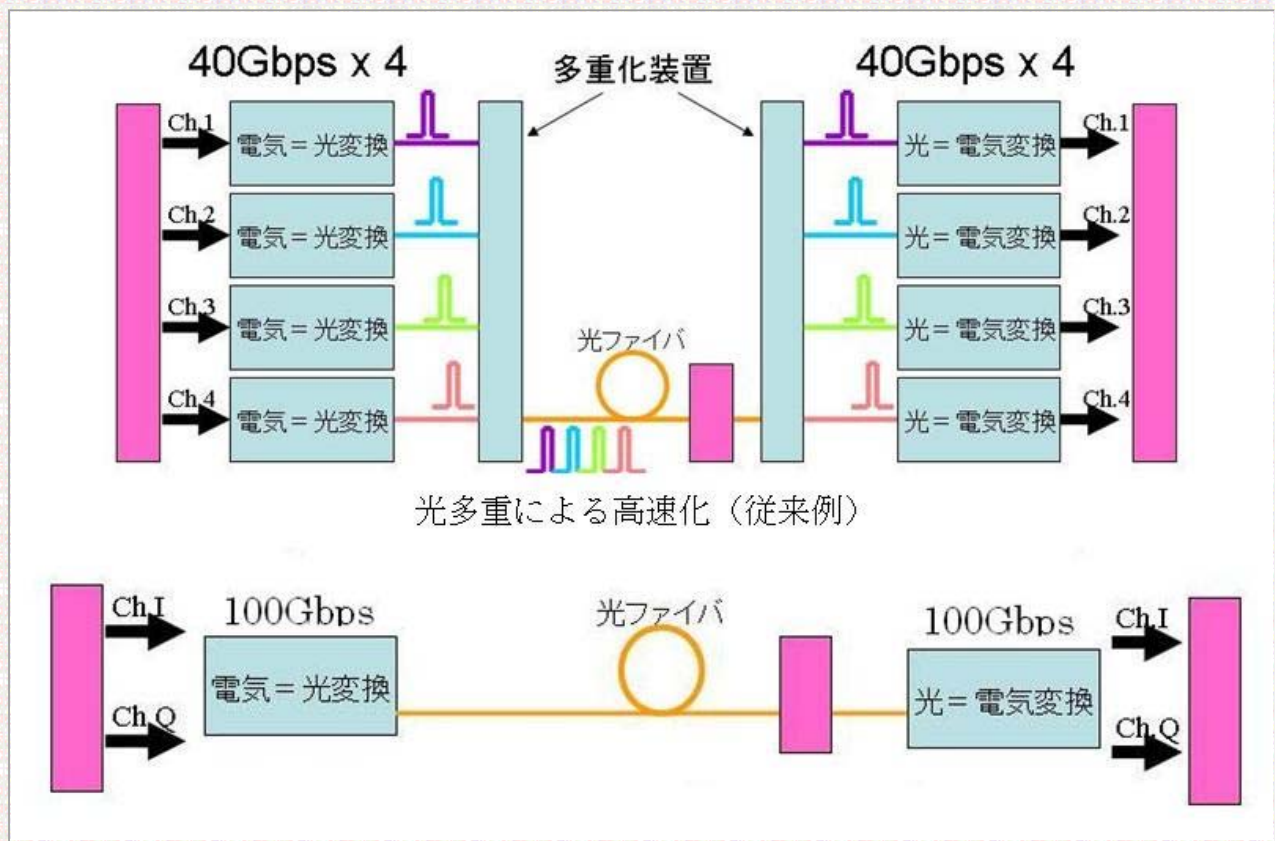 40Gbps x 4
多重化装置
40Gbps x 4
Ch.1
電気＝光変換
光＝電気変換
Ch.1
Ch.2
電気＝光変換
光＝電気変換
Ch.2
Ch.3
電気＝光変換
光＝電気変換
Ch.3
光ファイバ
Ch.4
電気＝光変換
光＝電気変換
Ch.4
光多重による高速化（従来例）
Ch.I
100Gbps
光ファイバ
100Gbps
Ch.I
電気＝光変換
光＝電気変換
Ch.Q
Ch.Q